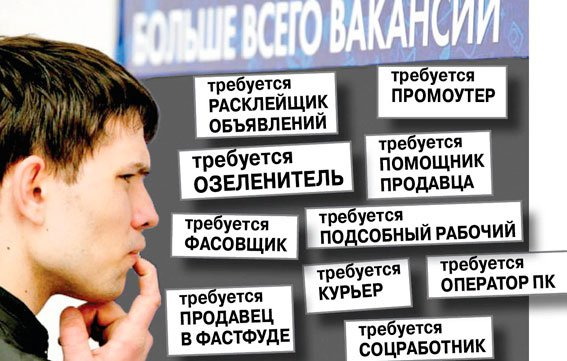 БОЛЬШЕ ВСЕГО ВАКАНСИЙ
требуется
РАСКЛЕЙЩИК
ОБЪЯВЛЕНИЙ
требуется
ПРОМОУТЕР
требуется
ОЗЕЛЕНИТЕЛЬ
требуется
ПОМОЩНИК
ПРОДАВЦА
требуется
ФАСОВЩИК
требуется
ПОДСОБНЫЙ РАБОЧИЙ
требуется
КУРЬЕР
требуется
ОПЕРАТОР ПК
требуется
ПРОДАВЕЦ
В ФАСТФУДЕ
требуется
СОЦРАБОТНИК